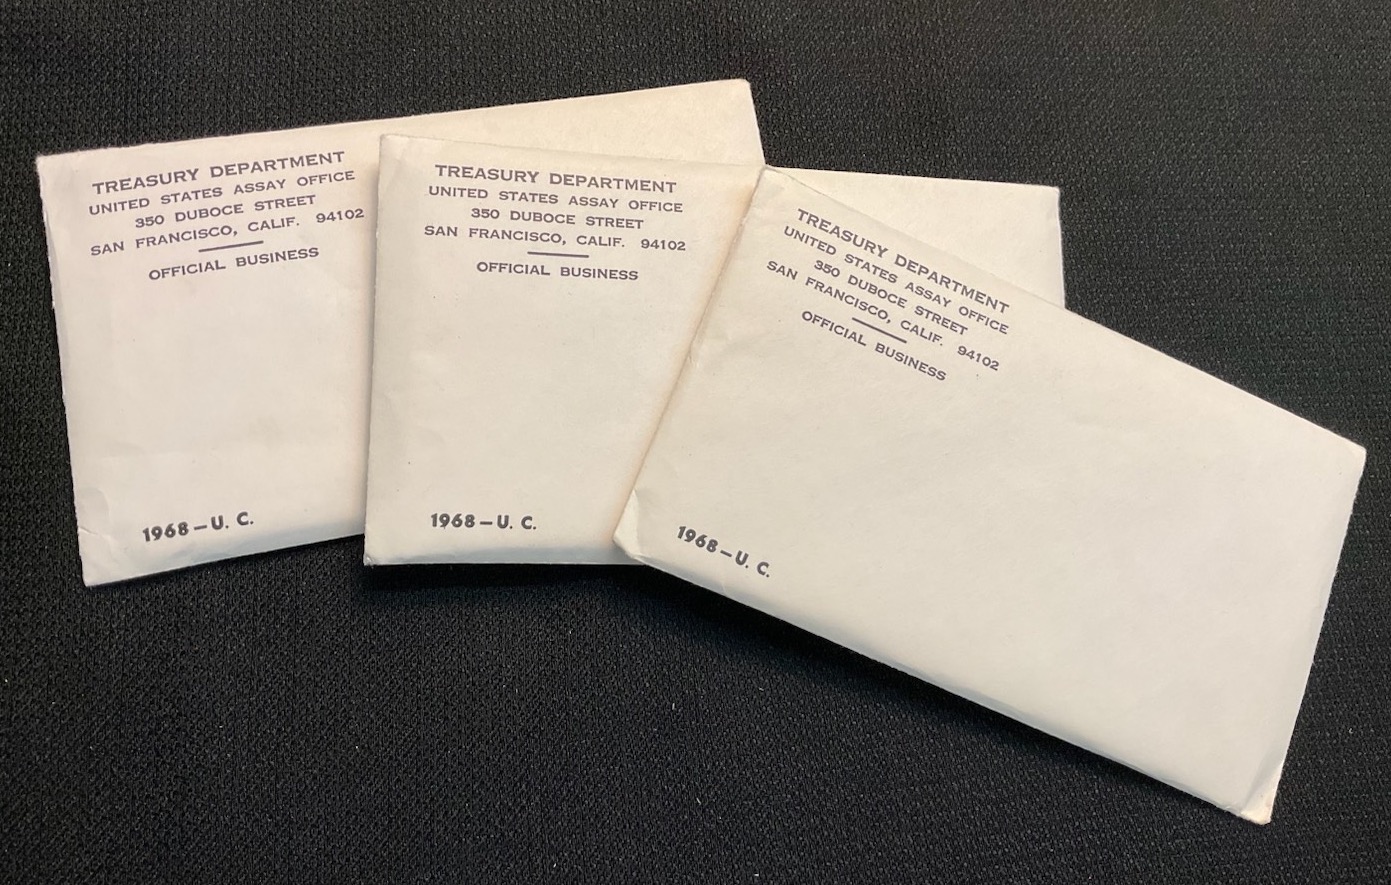 TREASURY DEPARTMENT
UNITED STATES ASSAY OFFICE
350 DUBOCE STREET
SAN FRANCISCO, CALIF. 94102
OFFICIAL BUSINESS
1968-U. C.
TREASURY DEPARTMENT
UNITED STATES ASSAY OFFICE
350 DUBOCE STREET
SAN FRANCISCO, CALIF. 94102
OFFICIAL BUSINESS
1968-U. C.
TREASURY DEPARTMENT
UNITED STATES ASSAY OFFICE
350 DUBOCE STREET
SAN FRANCISCO, CALIF. 94102
OFFICIAL BUSINESS
1968-U. C.